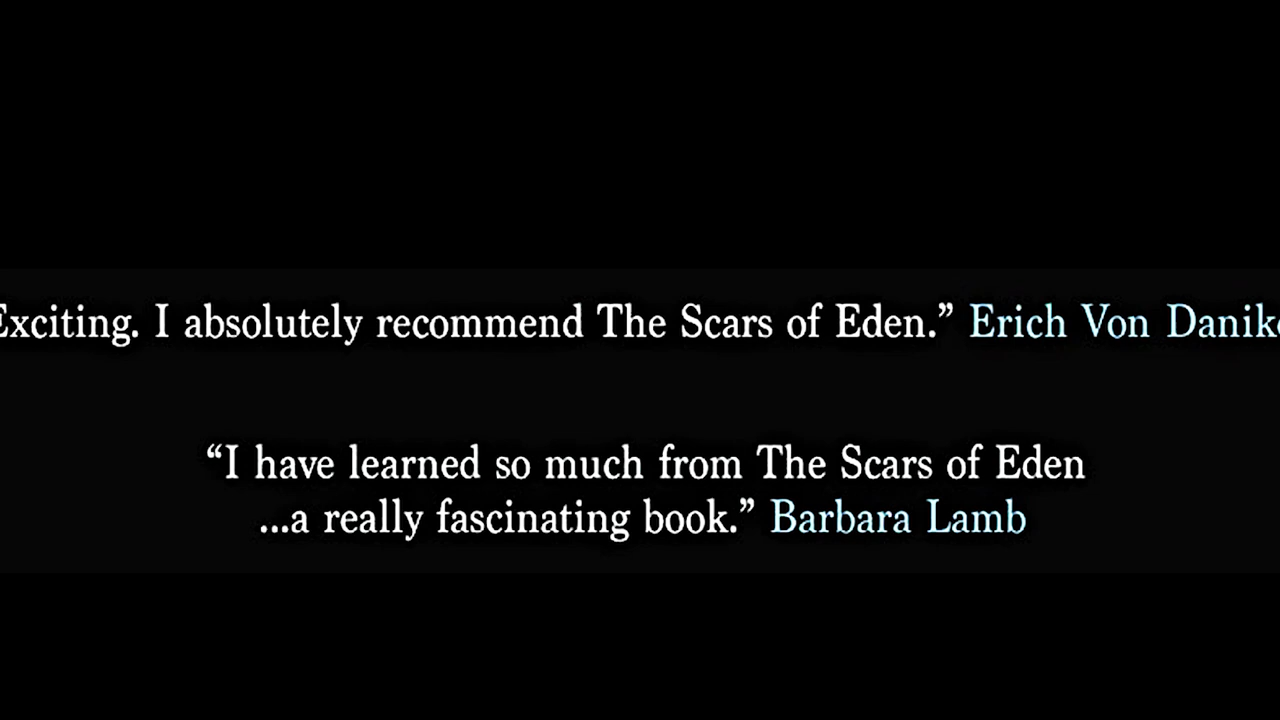 Exciting. I absolutely recommend The Scars of Eden.” Erich Von
“I have learned so much from The Scars of Eden
...a really fascinating book.” Barbara Lamb